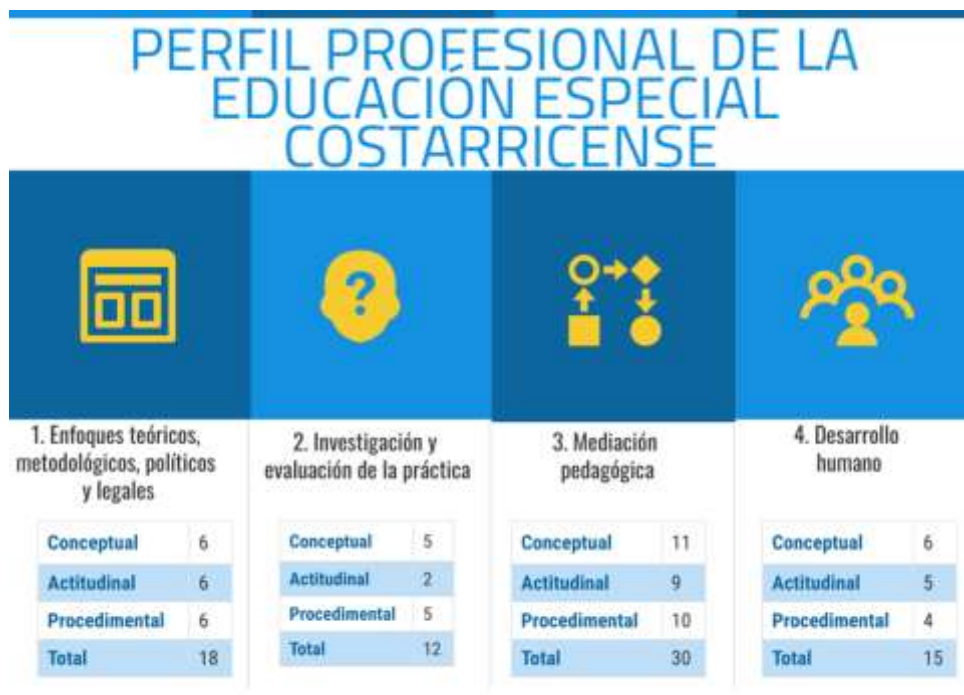 PERFIL PROFESIONAL DE LA
EDUCACIÓN ESPECIAL
COSTARRICENSE
?
1. Enfoques teóricos,
metodológicos, políticos
y legales
Conceptual 6
Actitudinal 6
Procedimental 6
Total 18
2. Investigación y
evaluación de la práctica
Conceptual 5
Actitudinal 2
Procedimental 5
Total 12
3. Mediación
pedagógica
Conceptual 11
Actitudinal 9
Procedimental 10
Total 30
4. Desarrollo
humano
Conceptual 6
Actitudinal 5
Procedimental 4
Total 15